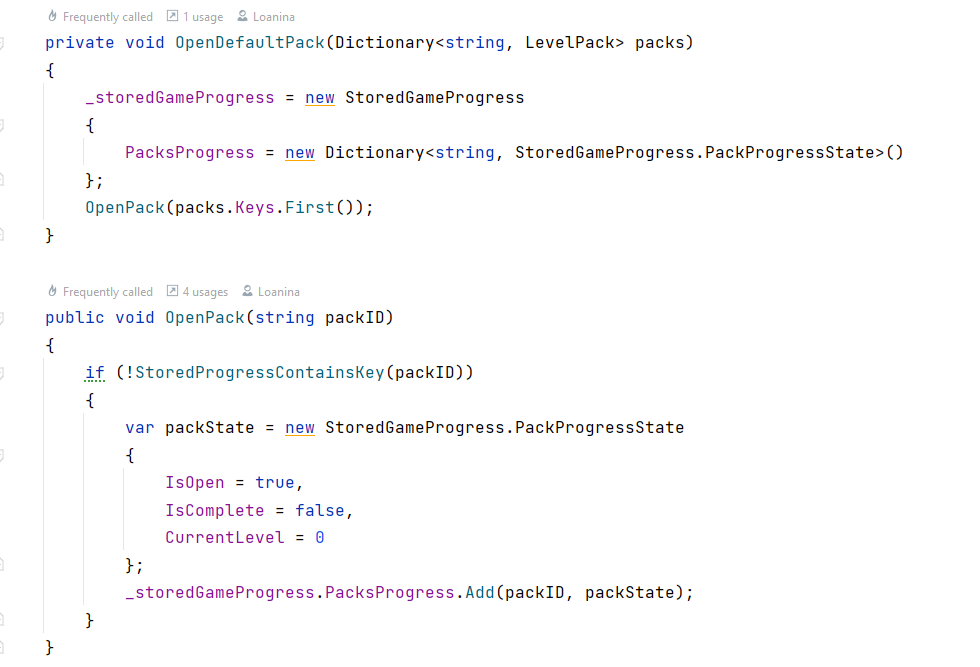 Frequently called 1 usage Loanina
private void OpenDefaultPack(Dictionary<string, LevelPack> packs)
{
    _storedGameProgress = new StoredGameProgress
    {
        PacksProgress = new Dictionary<string, StoredGameProgress.PackProgressState>()
    };
    OpenPack(packs.Keys.First());
}
Frequently called 4 usages Loanina
public void OpenPack(string packID)
{
    if (!StoredProgressContainsKey(packID))
    {
        var packState = new StoredGameProgress.PackProgressState
        {
            IsOpen = true,
            IsComplete = false,
            CurrentLevel = 0
        };
        _storedGameProgress.PacksProgress.Add(packID, packState);
    }
}